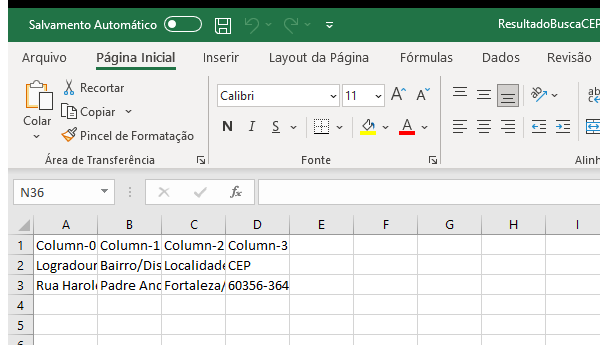 Salvamento Automático ResultadoBuscaCEP
Arquivo Página Inicial Inserir Layout da Página Fórmulas Dados Revisão
Colar
Recortar
Copiar
Pincel de Formatação
Área de Transferência
Calibri 11 A A
N I S A
Fonte
ab
Alinh
N36 fx
A B C D E F G H I
1 Column-0 Column-1 Column-2 Column-3
2 Logradour Bairro/Dis Localidade CEP
3 Rua Harol Padre And Fortaleza/ 60356-364
4
5
6